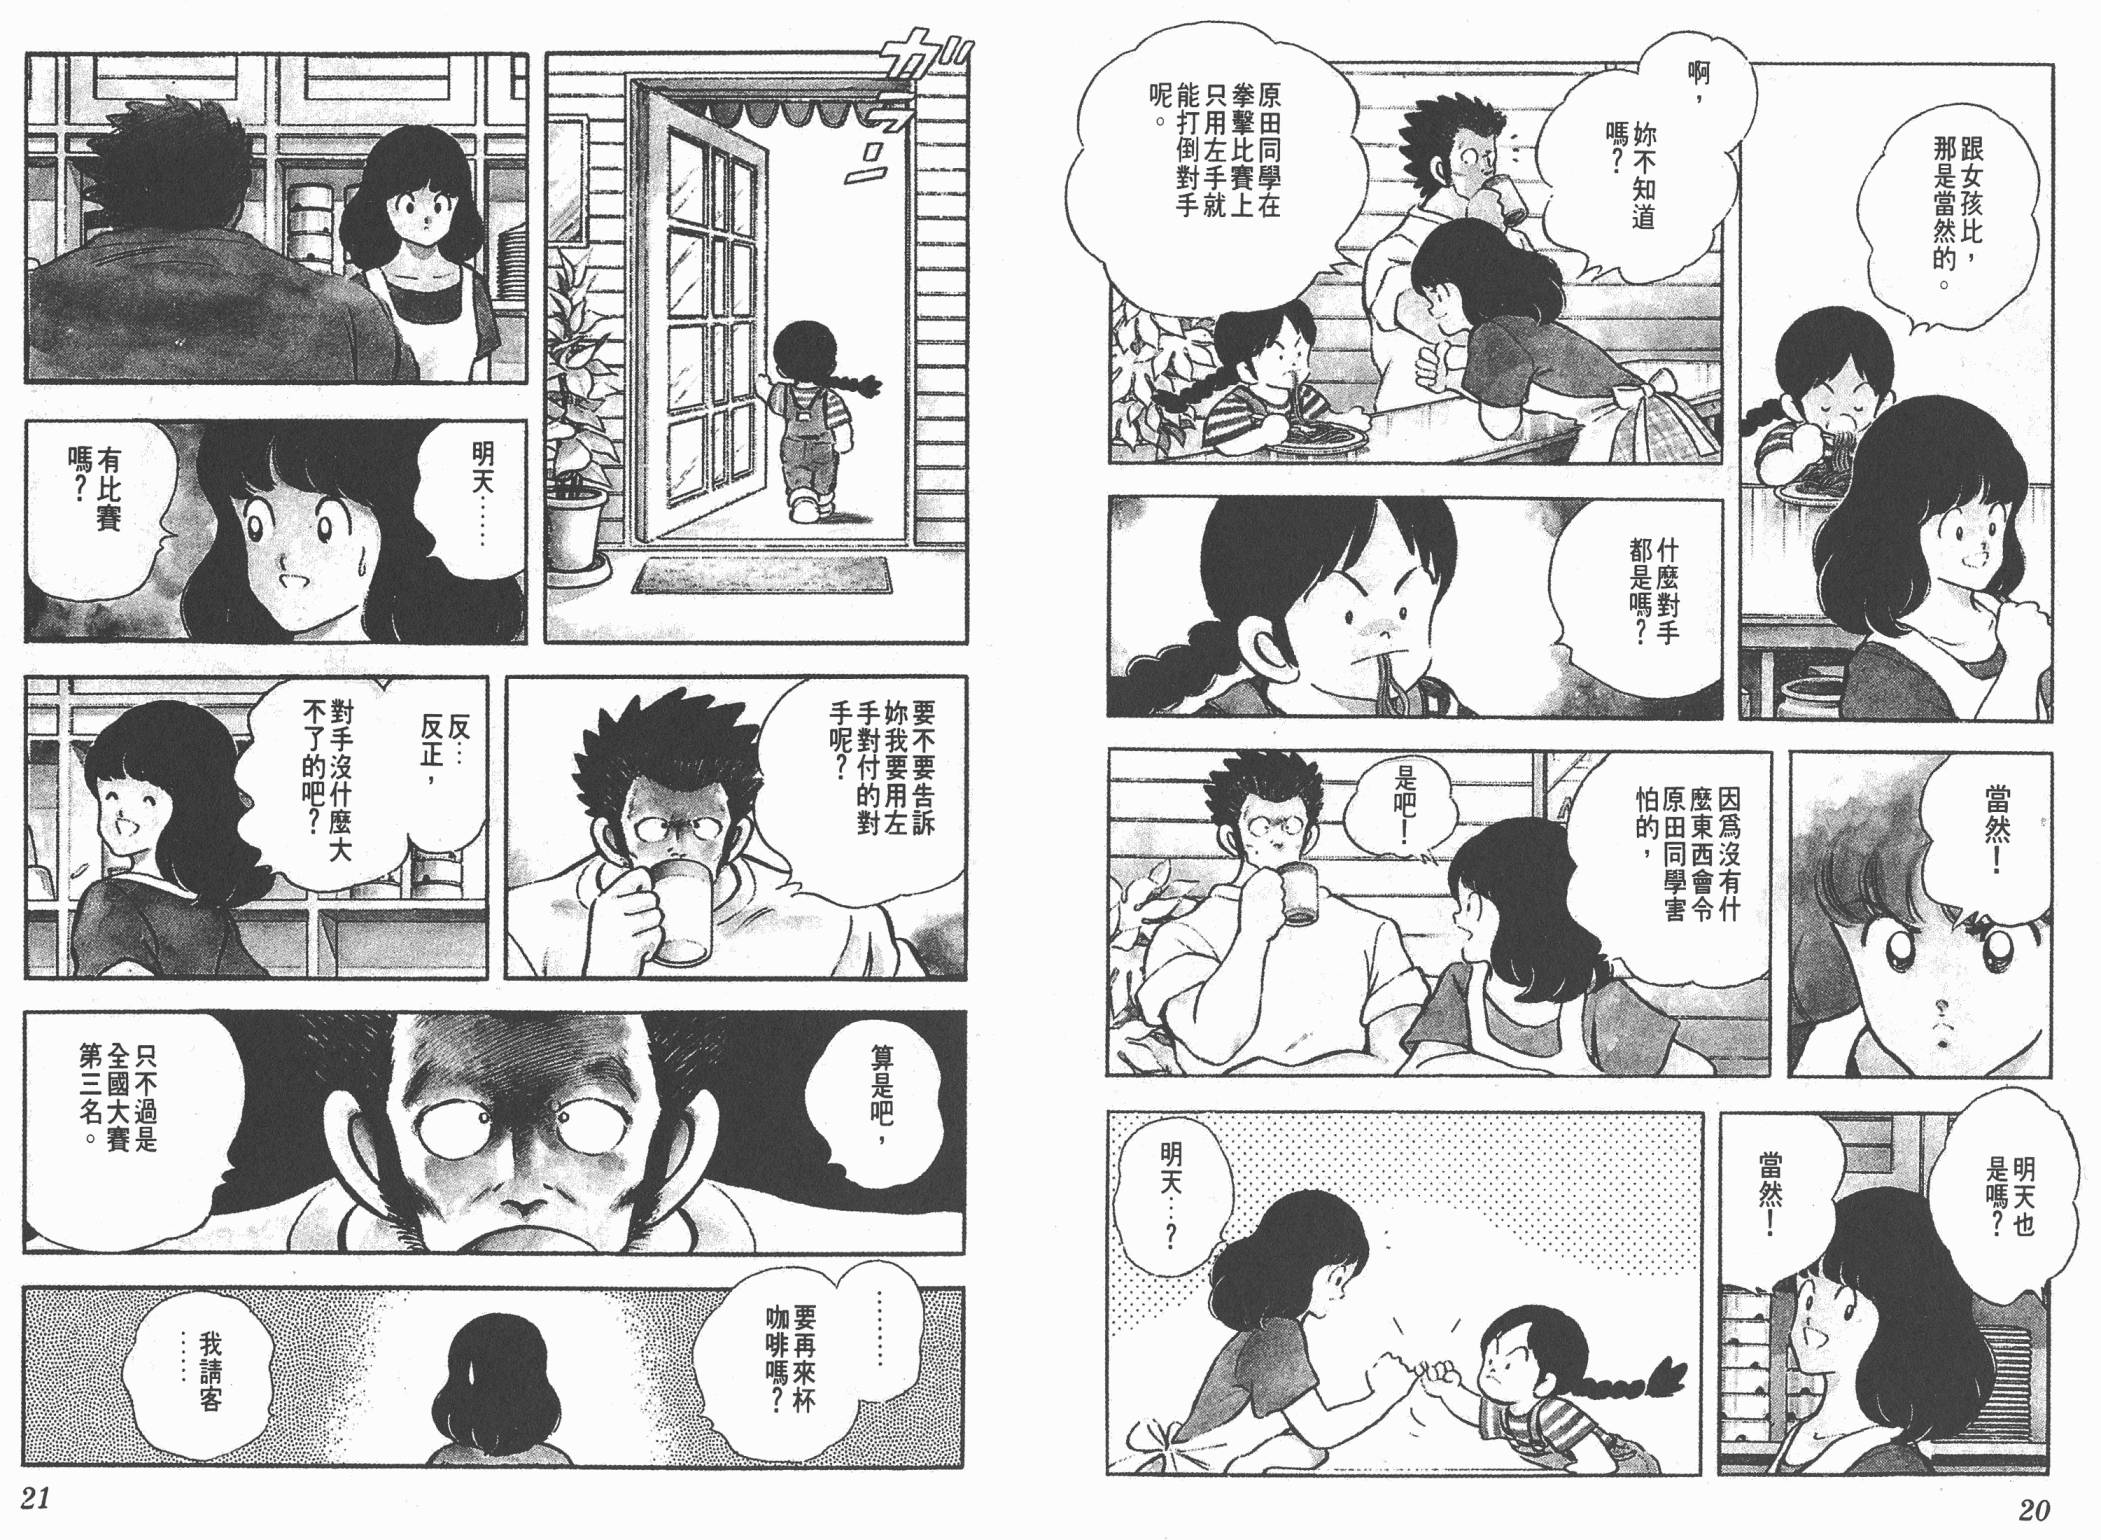 跟女孩比，
那是當然的。
啊，
妳不知道
嗎？
原田同學在
拳擊比賽上
只用左手就
能打倒對手
呢。
什麼對手
都是嗎？
當然！
因為沒有什
麼東西會令
原田同學害
怕的，
是吧！
明天也
是嗎？
當然！
明天…？
20
ガラ
明天……
有比賽
嗎？
要不要告訴
妳我要用左
手對付的對
手呢？
反…
反正，
對手沒什麼大
不了的吧？
算是吧，
只不過是
全國大賽
第三名。
………
要再來杯
咖啡嗎？
我請客
……
21